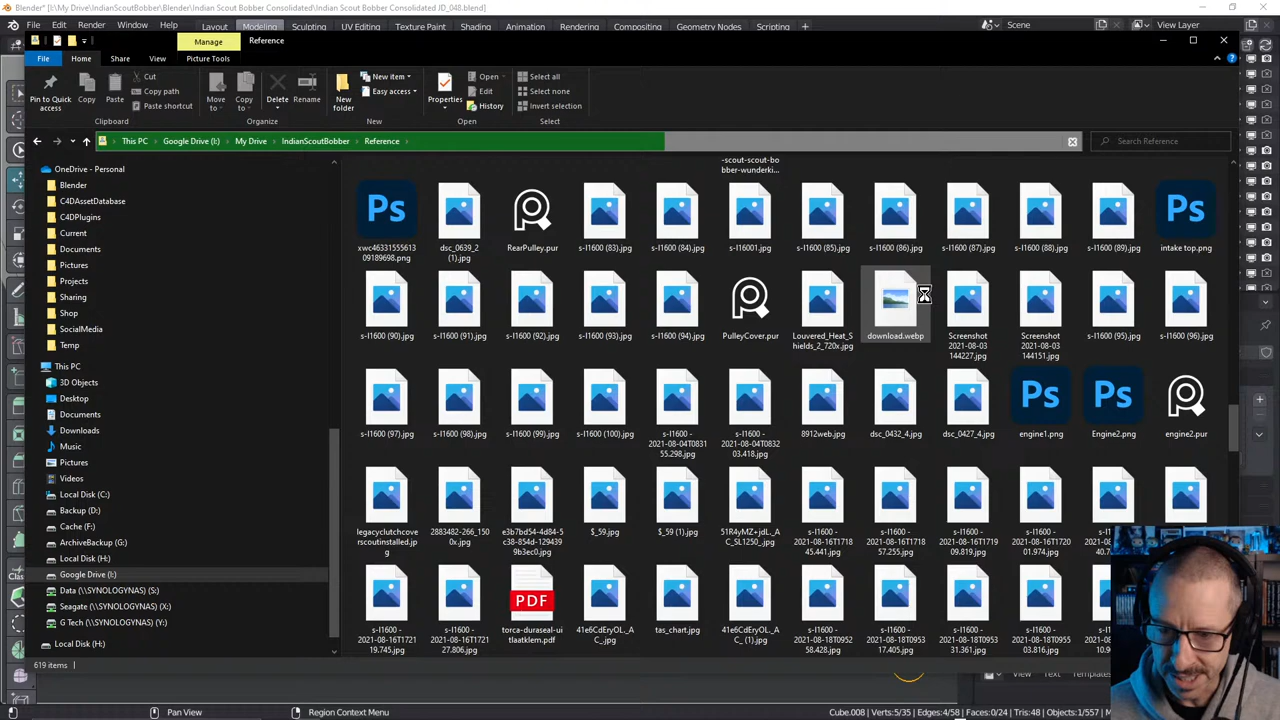 Blender* [I:\My Drive\IndianScoutBobber\Blender\Indian Scout Bobber Consolidated\Indian Scout Bobber Consolidated JD_048.blend]
File Edit Render Window Help Layout Modeling Sculpting UV Editing Texture Paint Shading Animation Rendering Compositing Geometry Nodes Scripting Scene View Layer
Manage Reference
File Home Share View Picture Tools
Pin to Quick access
Copy
Paste
Cut
Copy path
Paste shortcut
Clipboard
Move to
Copy to
Delete
Rename
Organize
New folder
New item
Easy access
New
Properties
Open
Edit
History
Open
Select all
Select none
Invert selection
Select
This PC > Google Drive (I:) > My Drive > IndianScoutBobber > Reference >
Search Reference
OneDrive - Personal
Blender
C4DAssetDatabase
C4DPlugins
Current
Documents
Pictures
Projects
Sharing
Shop
SocialMedia
Temp
This PC
3D Objects
Desktop
Documents
Downloads
Music
Pictures
Videos
Local Disk (C:)
Backup (D:)
Cache (F:)
ArchiveBackup (G:)
Local Disk (H:)
Google Drive (I:)
Data (\\SYNOLOGYNAS) (S:)
Seagate (\\SYNOLOGYNAS) (X:)
G Tech (\\SYNOLOGYNAS) (Y:)
Local Disk (H:)
-scout-scout-bo
bber-wunderki...
Ps
Ps
xwc46331555613
09189698.png
dsc_0639_2
(1).jpg
RearPulley.pur
s-l1600 (83).jpg
s-l1600 (84).jpg
s-l16001.jpg
s-l1600 (85).jpg
s-l1600 (86).jpg
s-l1600 (87).jpg
s-l1600 (88).jpg
s-l1600 (89).jpg
intake top.png
s-l1600 (90).jpg
s-l1600 (91).jpg
s-l1600 (92).jpg
s-l1600 (93).jpg
s-l1600 (94).jpg
PulleyCover.pur
Louvered_Heat_S
hields_2_720x.jpg
download.webp
Screenshot
2021-08-03
144227.jpg
Screenshot
2021-08-03
144151.jpg
s-l1600 (95).jpg
s-l1600 (96).jpg
Ps
Ps
s-l1600 (97).jpg
s-l1600 (98).jpg
s-l1600 (99).jpg
s-l1600 (100).jpg
s-l1600 -
2021-08-04T0831
55.298.jpg
s-l1600 -
2021-08-04T0832
03.418.jpg
8912web.jpg
dsc_0432_4.jpg
dsc_0427_4.jpg
engine1.png
Engine2.png
engine2.pur
legacyclutchcove
rscoutinstalled.jp
g
2883482-266_150
0x.jpg
e3b7bd54-4d84-5
c38-854d-129439
9b3ec0.jpg
$_59.jpg
$_59 (1).jpg
51R4yMZ+jdL._A
C_SL1250_.jpg
s-l1600 -
2021-08-16T1718
45.441.jpg
s-l1600 -
2021-08-16T1718
57.255.jpg
s-l1600 -
2021-08-16T1719
09.819.jpg
s-l1600 -
2021-08-16T1720
01.974.jpg
PDF
s-l1600 -
2021-08-16T1721
19.745.jpg
s-l1600 -
2021-08-16T1721
27.806.jpg
torca-duraseal-ui
tlaatklem.pdf
41e6CdEryOL._A
C_.jpg
tas_chart.jpg
41e6CdEryOL._A
C_ (1).jpg
s-l1600 -
2021-08-18T0952
58.428.jpg
s-l1600 -
2021-08-18T0953
17.405.jpg
s-l1600 -
2021-08-18T0953
31.361.jpg
s-l1600 -
2021-08-18T0955
03.816.jpg
619 items
View Text Templates
Pan View Region Context Menu Cube.008 | Verts:5/35 | Edges:4/58 | Faces:0/24 | Tris:48 | Objects:1/557